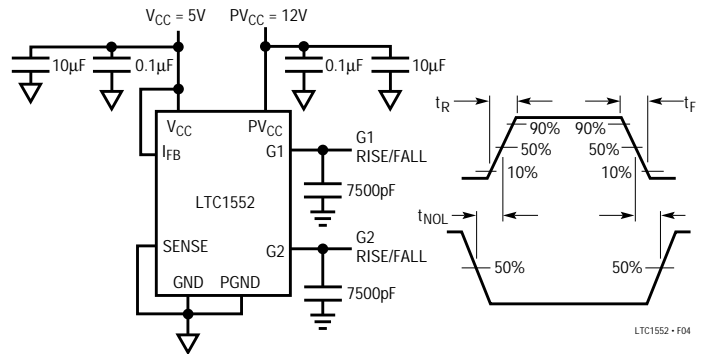 V_CC = 5V PV_CC = 12V
10µF 0.1µF 0.1µF 10µF
V_CC PV_CC
I_FB
G1
G1
RISE/FALL
7500pF
LTC1552
SENSE
G2
G2
RISE/FALL
7500pF
GND PGND
t_R t_F
90% 90%
50% 50%
10% 10%
t_NOL
50% 50%
LTC1552 • F04